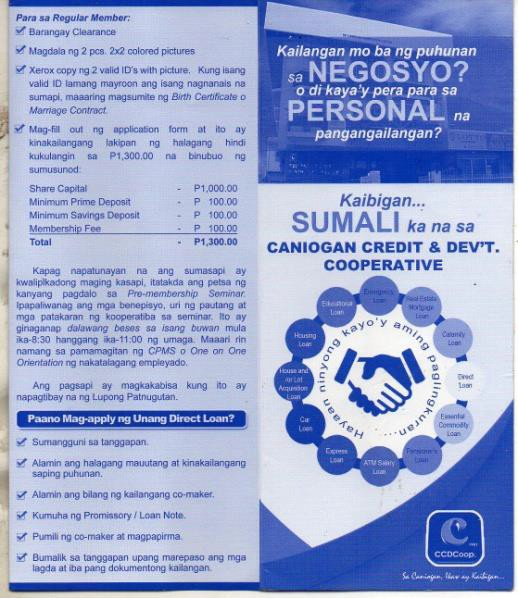 Para sa Regular Member:
Barangay Clearance
Magdala ng 2 pcs. 2x2 colored pictures
Xerox copy ng 2 valid ID's with picture. Kung isang
valid ID lamang mayroon ang isang nagnanais na
sumapi, maaaring magsumite ng Birth Certificate o
Marriage Contract.
Mag-fill out ng application form at ito ay
kinakailangang lakipan ng halagang hindi
kukulangin sa P1,300.00 na binubuo ng
sumusunod:
Share Capital - P1,000.00
Minimum Prime Deposit - P 100.00
Minimum Savings Deposit - P 100.00
Membership Fee - P 100.00
Total - P1,300.00
Kapag napatunayan na ang sumasapi ay
kwaliplkadong maging kasapi, itatakda ang petsa ng
kanyang pagdalo sa Pre-membership Seminar.
Ipapaliwanag ang mga benepisyo, uri ng pautang at
mga patakaran ng kooperatiba sa seminar. Ito ay
ginaganap dalawang beses sa isang buwan mula
ika-8:30 hanggang ika-11:00 ng umaga. Maaari rin
namang sa pamamagitan ng CPMS o One on One
Orientation ng nakatalagang empleyado.
Ang pagsapi ay magkakabisa kung ito ay
napagtibay na ng Lupong Patnugutan.
Paano Mag-apply ng Unang Direct Loan?
Sumangguni sa tanggapan.
Alamin ang halagang mauutang at kinakailangang
saping puhunan.
Alamin ang bilang ng kailangang co-maker.
Kumuha ng Promissory / Loan Note.
Pumili ng co-maker at magpapirma.
Bumalik sa tanggapan upang marepaso ang mga
lagda at iba pang dokumentong kailangan.
Kailangan mo ba ng puhunan
sa NEGOSYO?
o di kaya'y pera para sa
PERSONAL na
pangangailangan?
Kaibigan...
SUMALI ka na sa
CANIOGAN CREDIT & DEV'T.
COOPERATIVE
Emergency
Loan
Real Estate
Mortgage
Loan
Calamity
Loan
Direct
Loan
Essential
Commodity
Loan
Pensioner's
Loan
ATM Salary
Loan
Express
Loan
Car
Loan
House and
or Lot
Acquisition
Loan
Housing
Loan
Educational
Loan
Hayaan ninyong kayo'y aming paglingkuran....
CCDCoop.
Sa Caniogan, Ikaw ay Kaibigan...